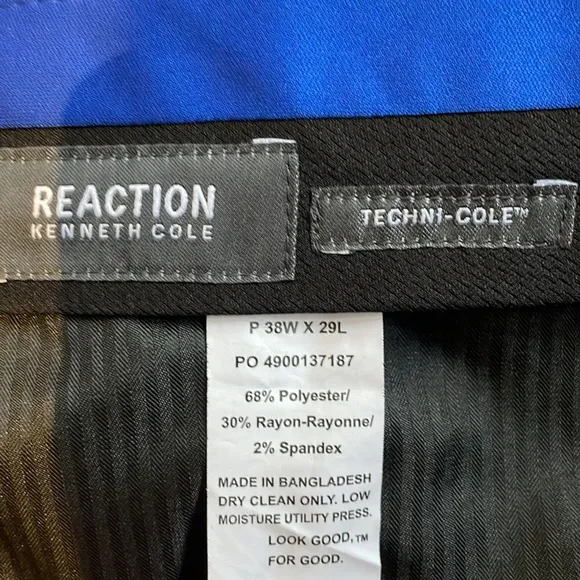 REACTION
KENNETH COLE
TECHNI-COLE™
P 38W X 29L
PO 4900137187
68% Polyester/
30% Rayon-Rayonne/
2% Spandex
MADE IN BANGLADESH
DRY CLEAN ONLY. LOW
MOISTURE UTILITY PRESS.
LOOK GOOD,™
FOR GOOD.